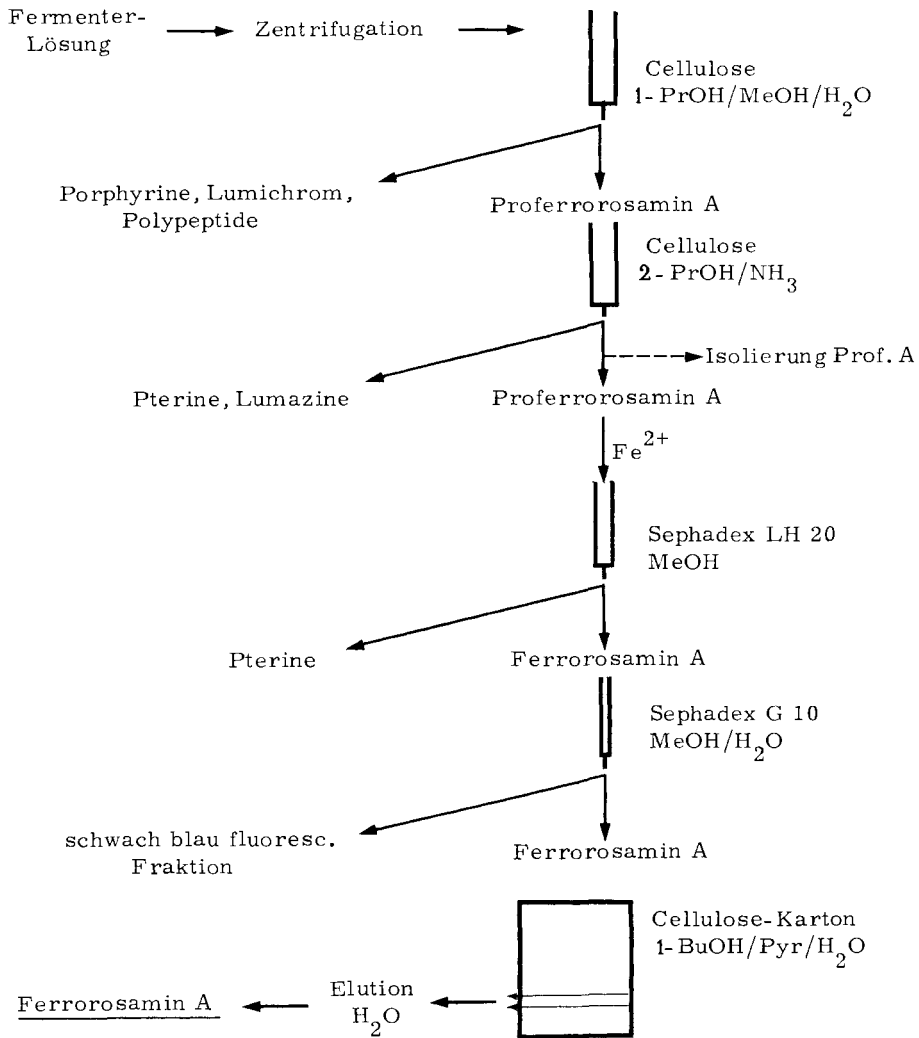 Fermenter-
Lösung
Zentrifugation
Cellulose
1-PrOH/MeOH/H₂O
Porphyrine, Lumichrom,
Polypeptide
Proferrorosamin A
Cellulose
2-PrOH/NH₃
Isolierung Prof. A
Pterine, Lumazine
Proferrorosamin A
Fe²⁺
Sephadex LH 20
MeOH
Pterine
Ferrorosamin A
Sephadex G 10
MeOH/H₂O
schwach blau fluoresc.
Fraktion
Ferrorosamin A
Cellulose-Karton
1-BuOH/Pyr/H₂O
Elution
H₂O
Ferrorosamin A